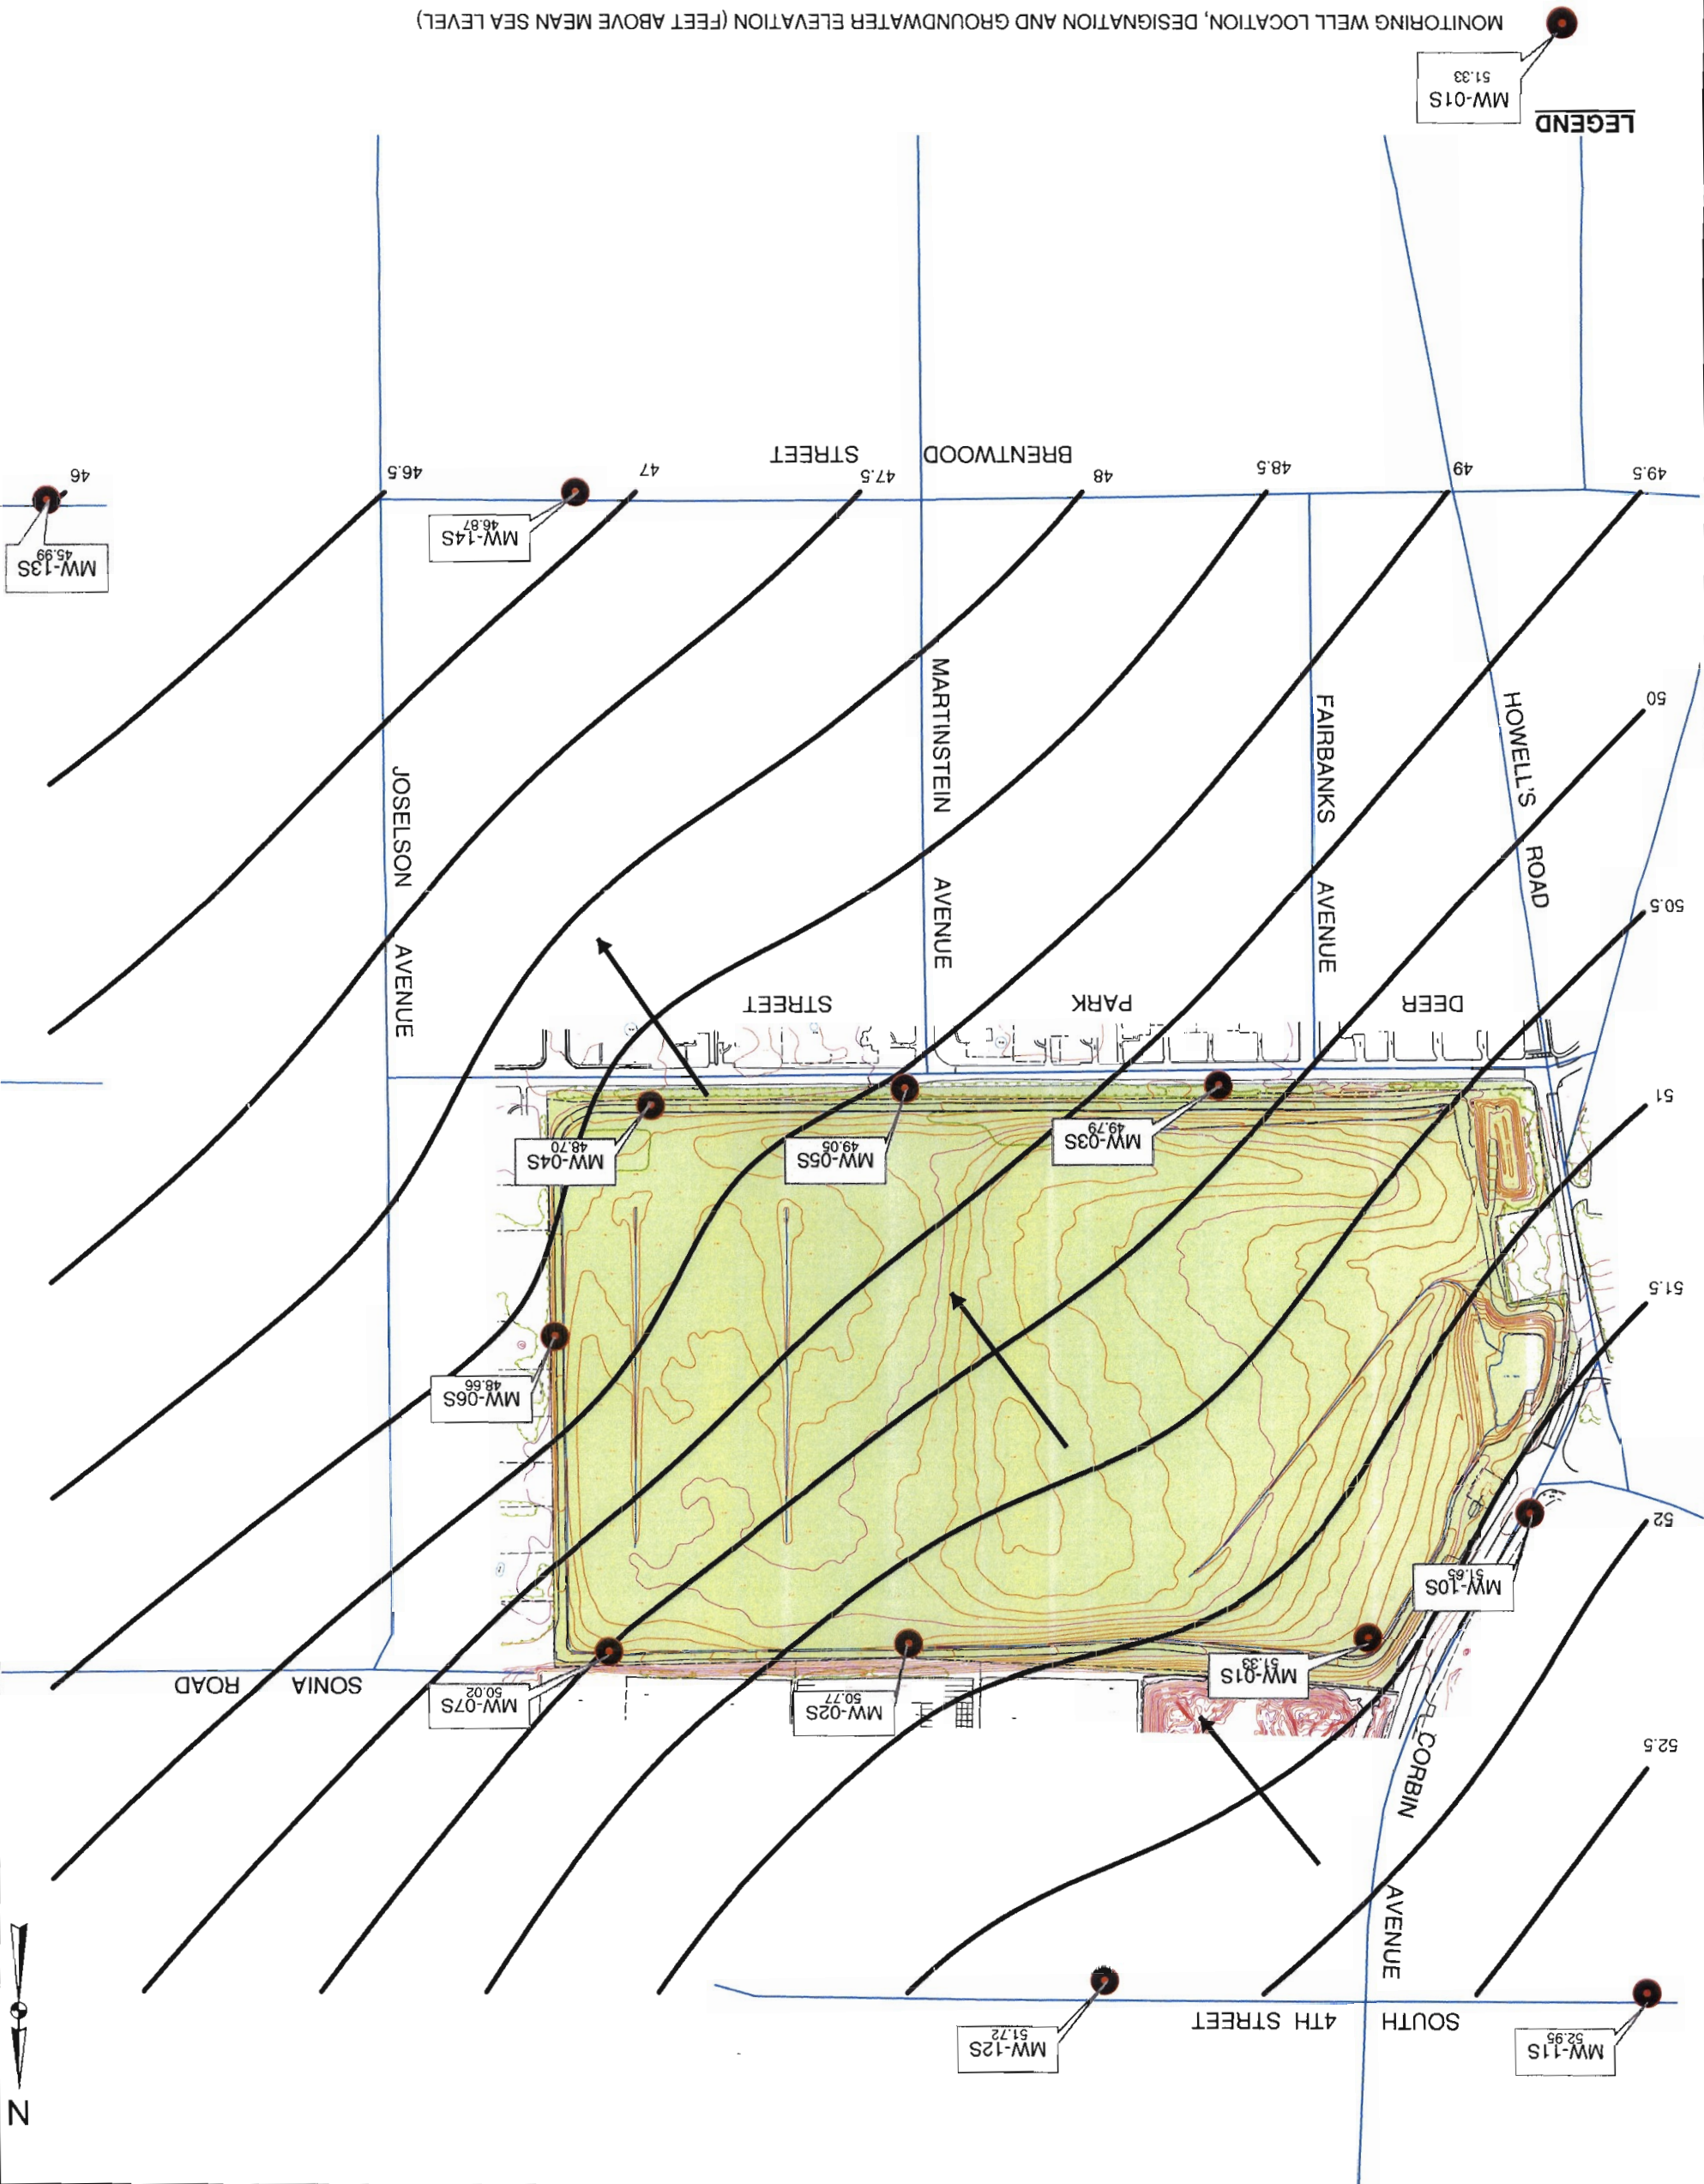 N
MW-11S
52.95
MW-12S
51.72
SOUTH 4TH STREET
CORBIN AVENUE
52.5
MW-02S
50.77
MW-07S
50.02
SONIA ROAD
MW-01S
51.33
MW-10S
51.65
52
MW-06S
48.66
51.5
MW-03S
49.79
MW-05S
49.05
MW-04S
48.70
51
DEER PARK STREET
50.5
HOWELL'S ROAD
FAIRBANKS AVENUE
MARTINSTEIN AVENUE
JOSELSON AVENUE
50
MW-14S
46.87
MW-13S
45.99
49.5
49
48.5
48
47.5
47
46.5
46
BRENTWOOD STREET
LEGEND
MW-01S
51.33
MONITORING WELL LOCATION, DESIGNATION AND GROUNDWATER ELEVATION (FEET ABOVE MEAN SEA LEVEL)